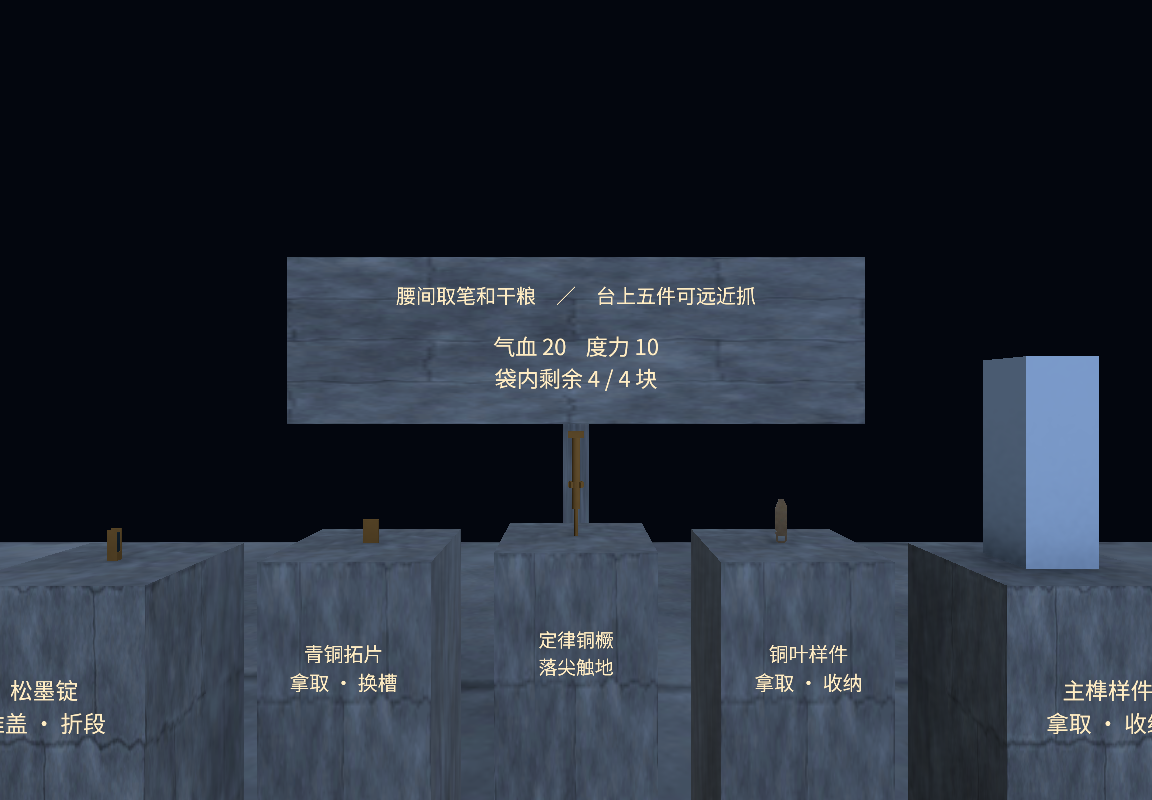 腰间取笔和干粮 ／ 台上五件可远近抓
气血 20 度力 10
袋内剩余 4 / 4 块
定律铜橛
落尖触地
青铜拓片
拿取 · 换槽
铜叶样件
拿取 · 收纳
松墨锭
盖 · 折段
主榫样件
拿取 · 收